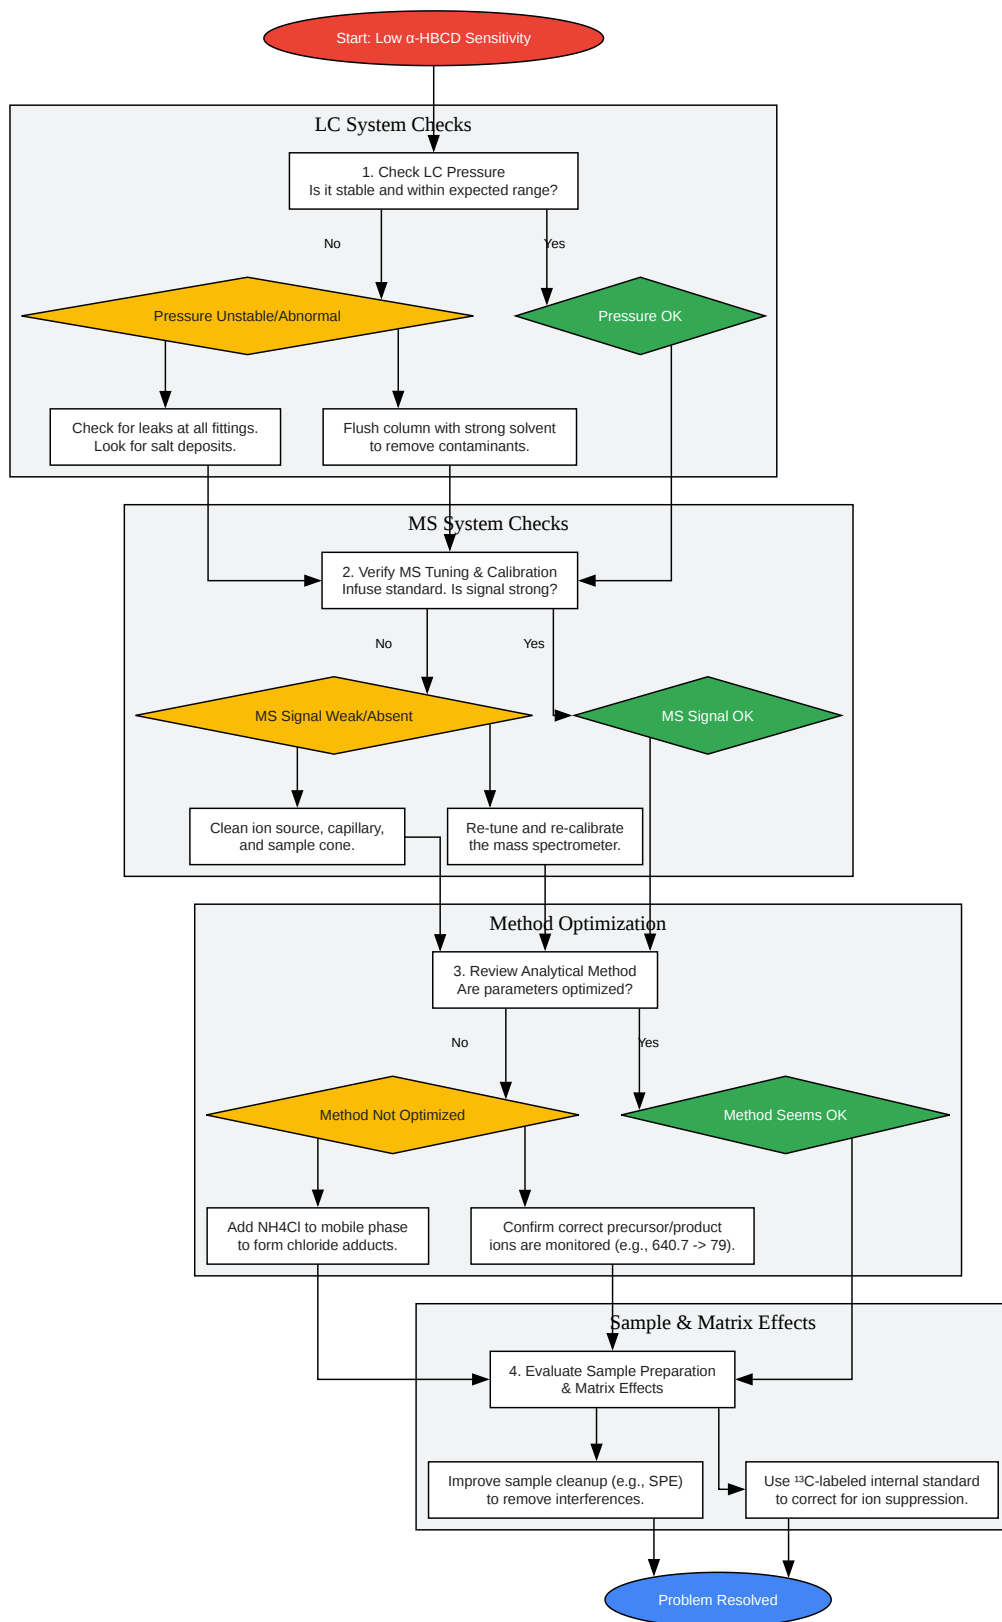 Start: Low α-HBCD Sensitivity
LC System Checks
1. Check LC Pressure
Is it stable and within expected range?
No
Yes
Pressure Unstable/Abnormal
Pressure OK
Check for leaks at all fittings.
Look for salt deposits.
Flush column with strong solvent
to remove contaminants.
MS System Checks
2. Verify MS Tuning & Calibration
Infuse standard. Is signal strong?
No
Yes
MS Signal Weak/Absent
MS Signal OK
Clean ion source, capillary,
and sample cone.
Re-tune and re-calibrate
the mass spectrometer.
Method Optimization
3. Review Analytical Method
Are parameters optimized?
No
Yes
Method Not Optimized
Method Seems OK
Add NH4Cl to mobile phase
to form chloride adducts.
Confirm correct precursor/product
ions are monitored (e.g., 640.7 -> 79).
Sample & Matrix Effects
4. Evaluate Sample Preparation
& Matrix Effects
Improve sample cleanup (e.g., SPE)
to remove interferences.
Use ¹³C-labeled internal standard
to correct for ion suppression.
Problem Resolved